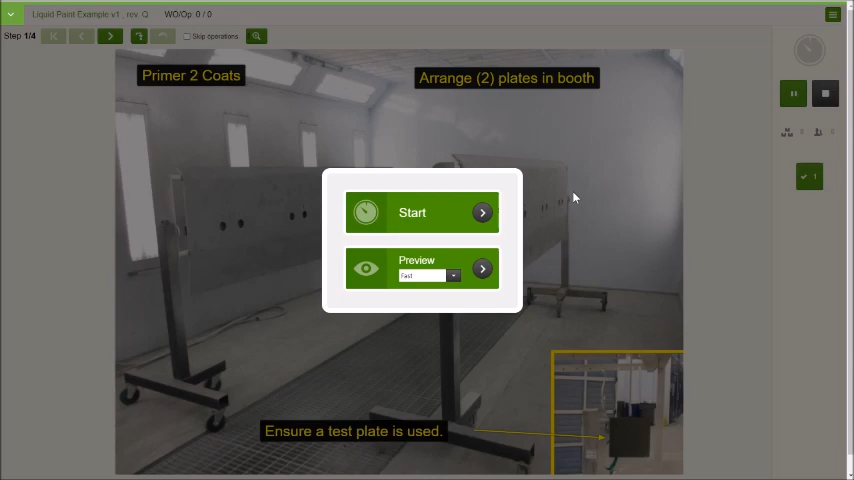 Liquid Paint Example v1 , rev. Q WO/Op: 0 / 0
Step 1/4 Skip operations
Primer 2 Coats
Arrange (2) plates in booth
Start
Preview
Fast
1
Ensure a test plate is used.